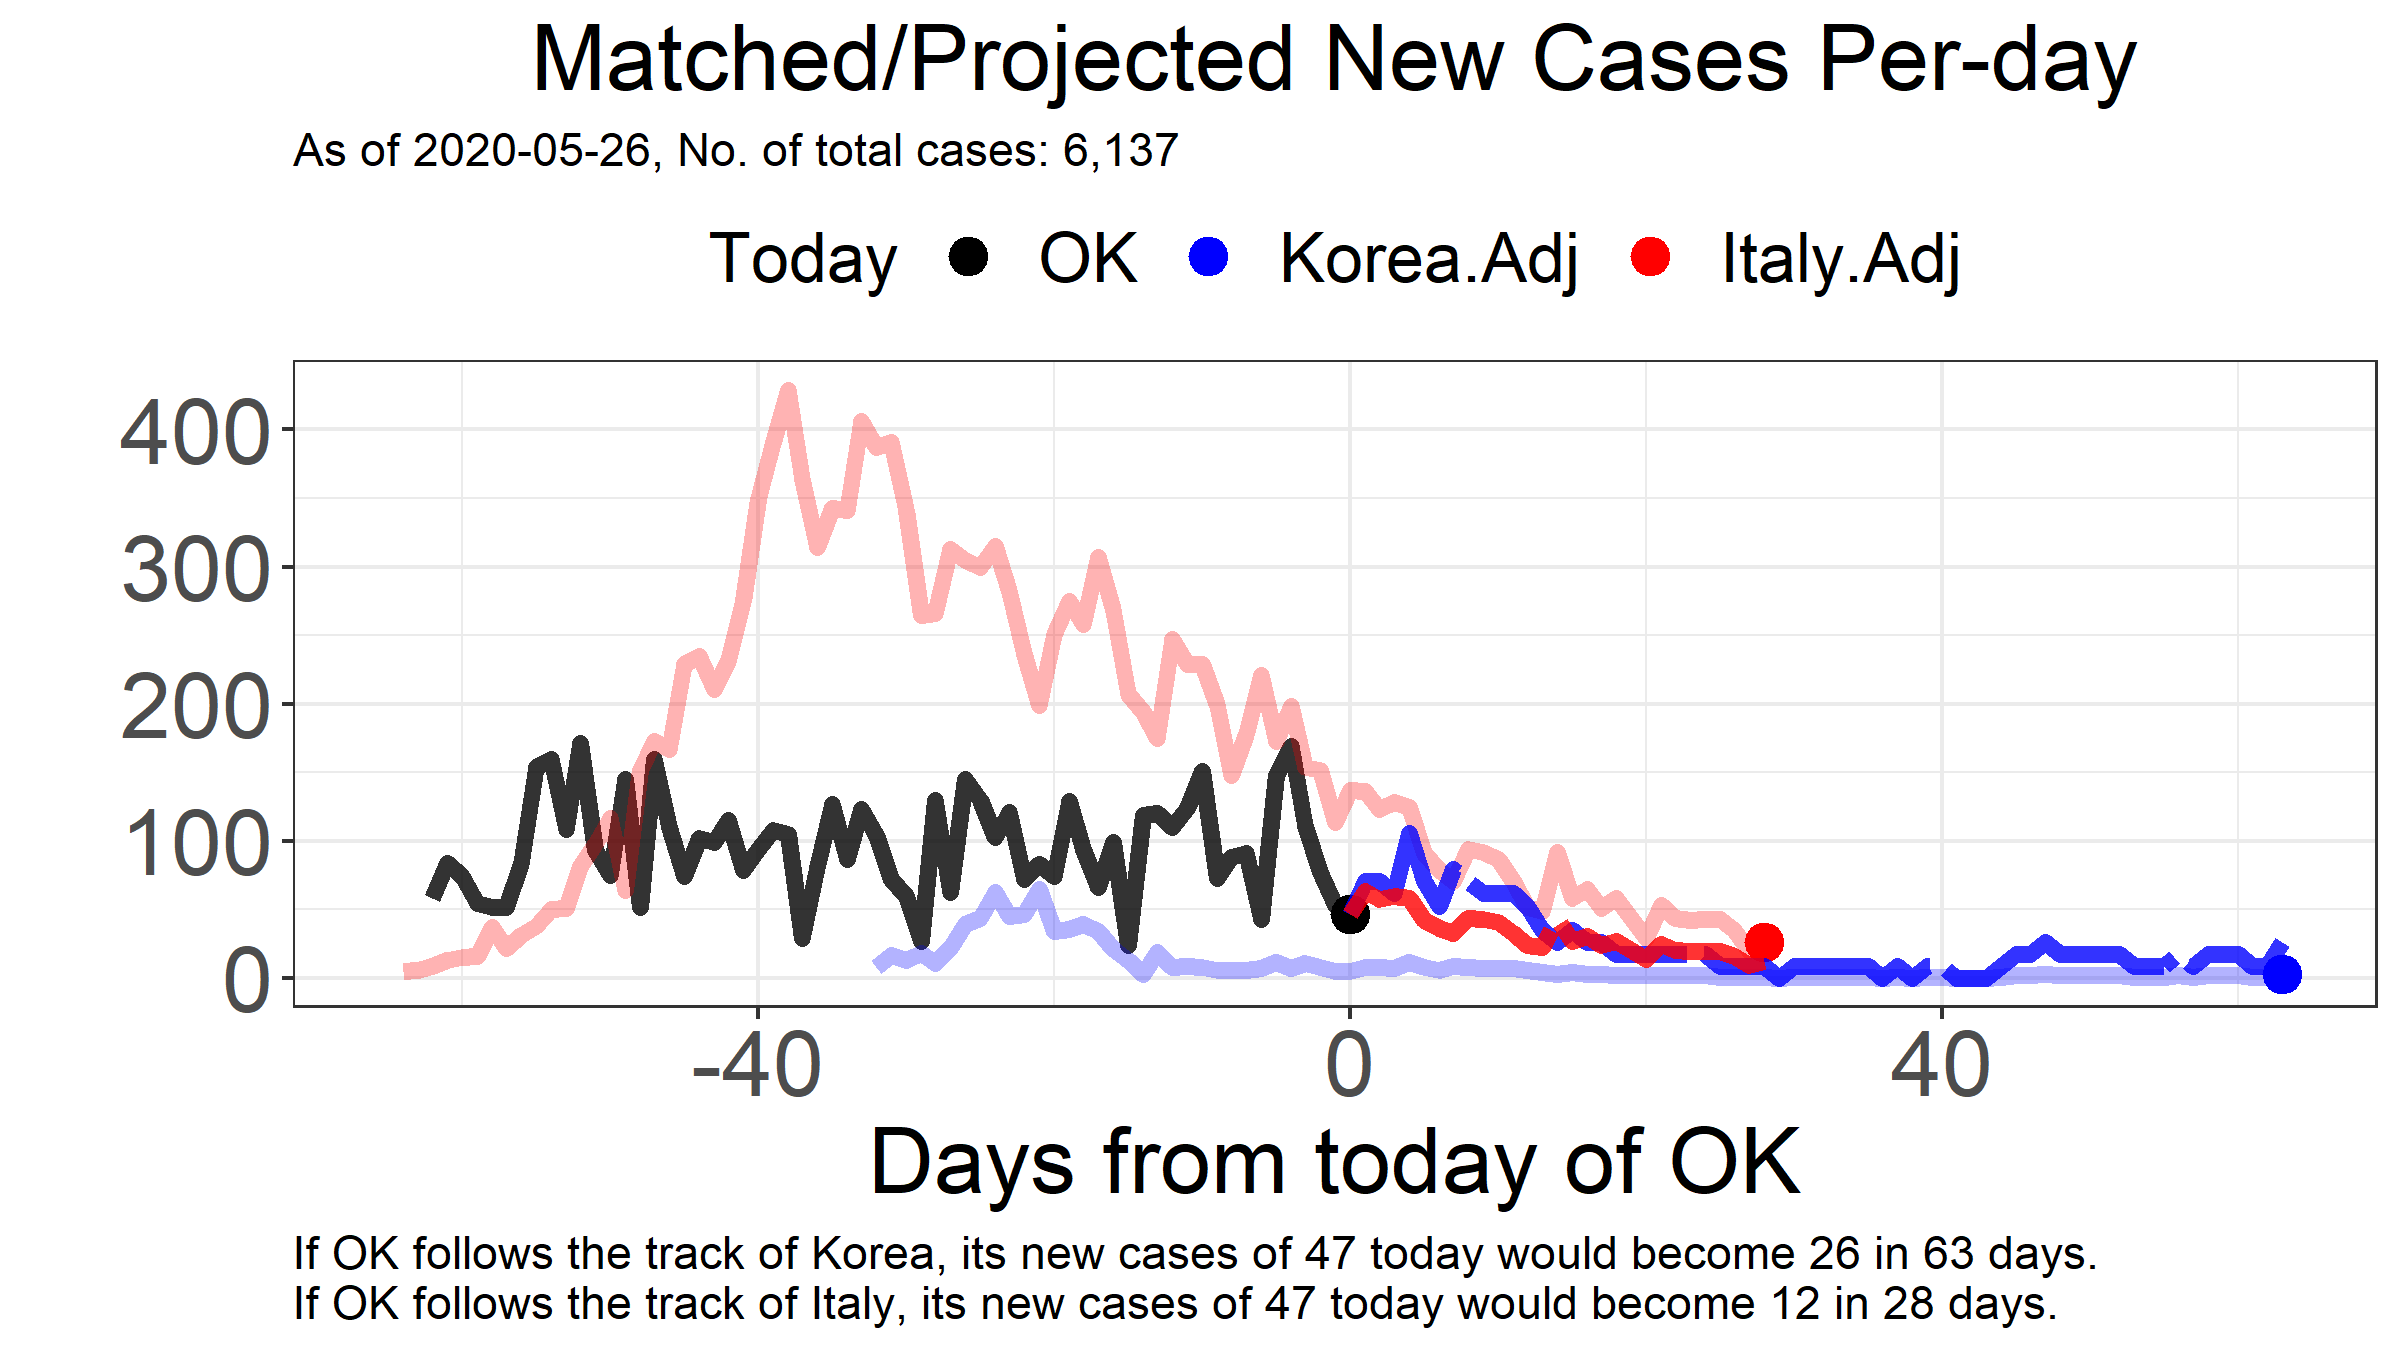 Matched/Projected New Cases Per-day
As of 2020-05-26, No. of total cases: 6,137
Today OK Korea.Adj Italy.Adj
400
300
200
100
0
-40 0 40
Days from today of OK
If OK follows the track of Korea, its new cases of 47 today would become 26 in 63 days.
If OK follows the track of Italy, its new cases of 47 today would become 12 in 28 days.